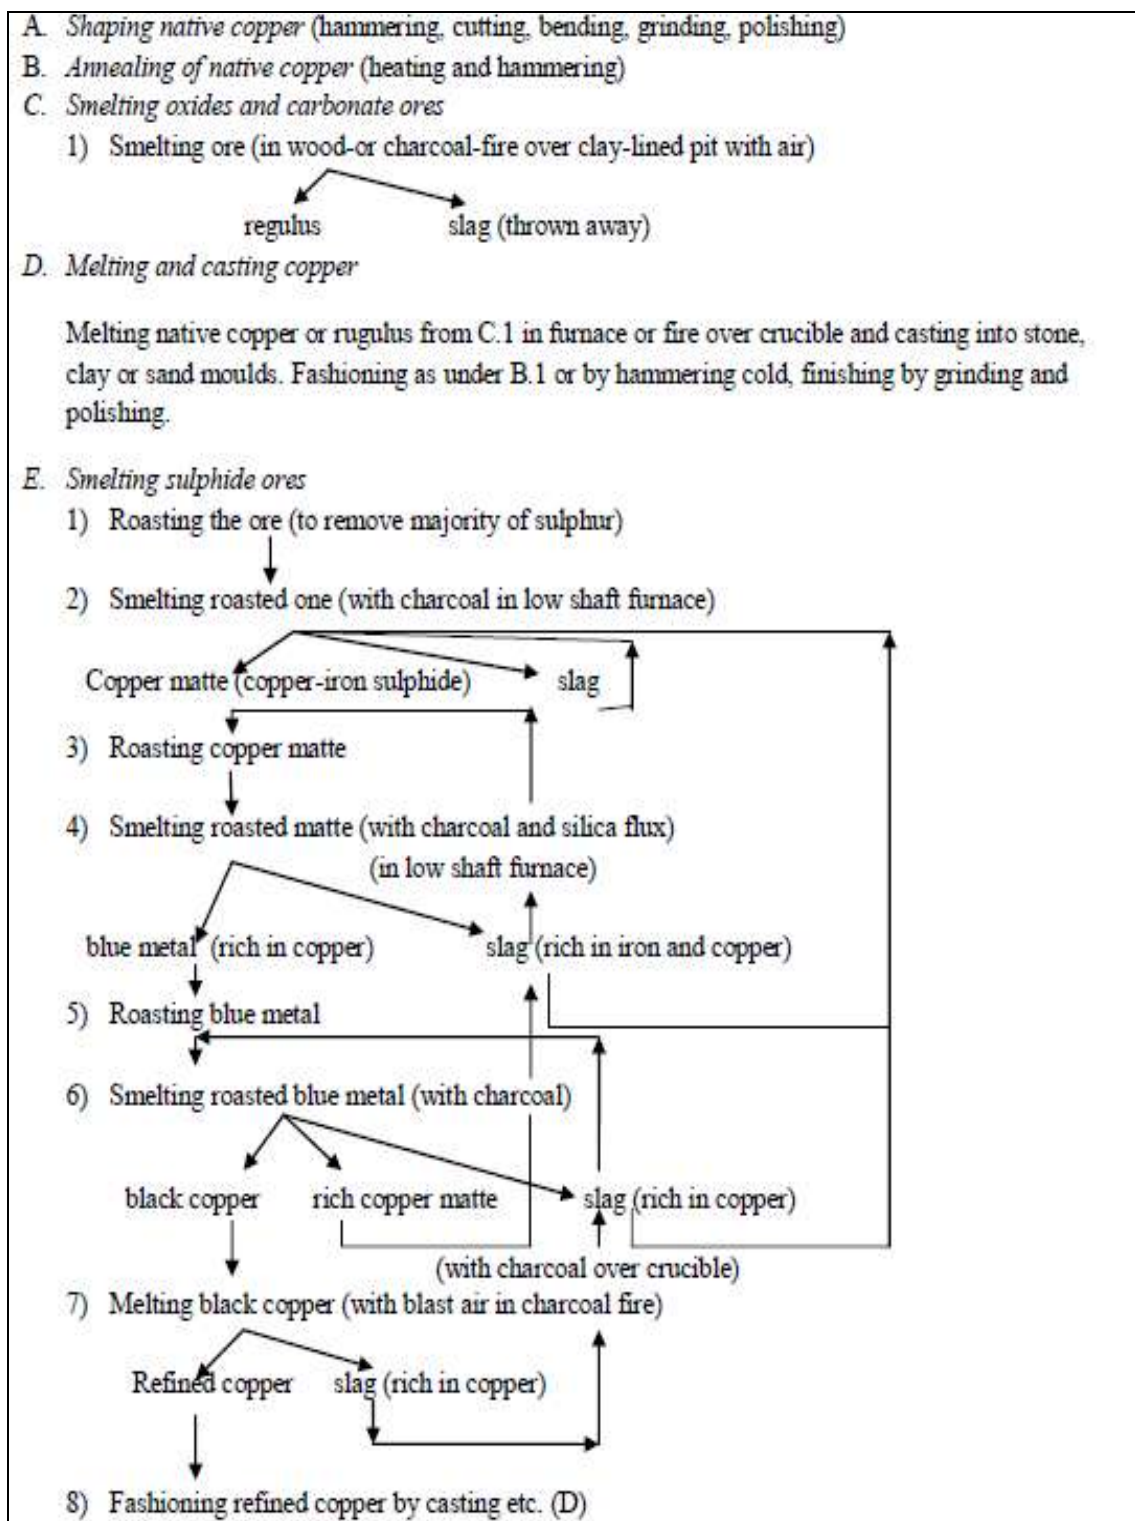 A. Shaping native copper (hammering, cutting, bending, grinding, polishing)
B. Annealing of native copper (heating and hammering)
C. Smelting oxides and carbonate ores
1) Smelting ore (in wood-or charcoal-fire over clay-lined pit with air)
regulus slag (thrown away)
D. Melting and casting copper
Melting native copper or rugulus from C.1 in furnace or fire over crucible and casting into stone,
clay or sand moulds. Fashioning as under B.1 or by hammering cold, finishing by grinding and
polishing.
E. Smelting sulphide ores
1) Roasting the ore (to remove majority of sulphur)
2) Smelting roasted one (with charcoal in low shaft furnace)
Copper matte (copper-iron sulphide) slag
3) Roasting copper matte
4) Smelting roasted matte (with charcoal and silica flux)
(in low shaft furnace)
blue metal (rich in copper) slag (rich in iron and copper)
5) Roasting blue metal
6) Smelting roasted blue metal (with charcoal)
black copper rich copper matte slag (rich in copper)
(with charcoal over crucible)
7) Melting black copper (with blast air in charcoal fire)
Refined copper slag (rich in copper)
8) Fashioning refined copper by casting etc. (D)